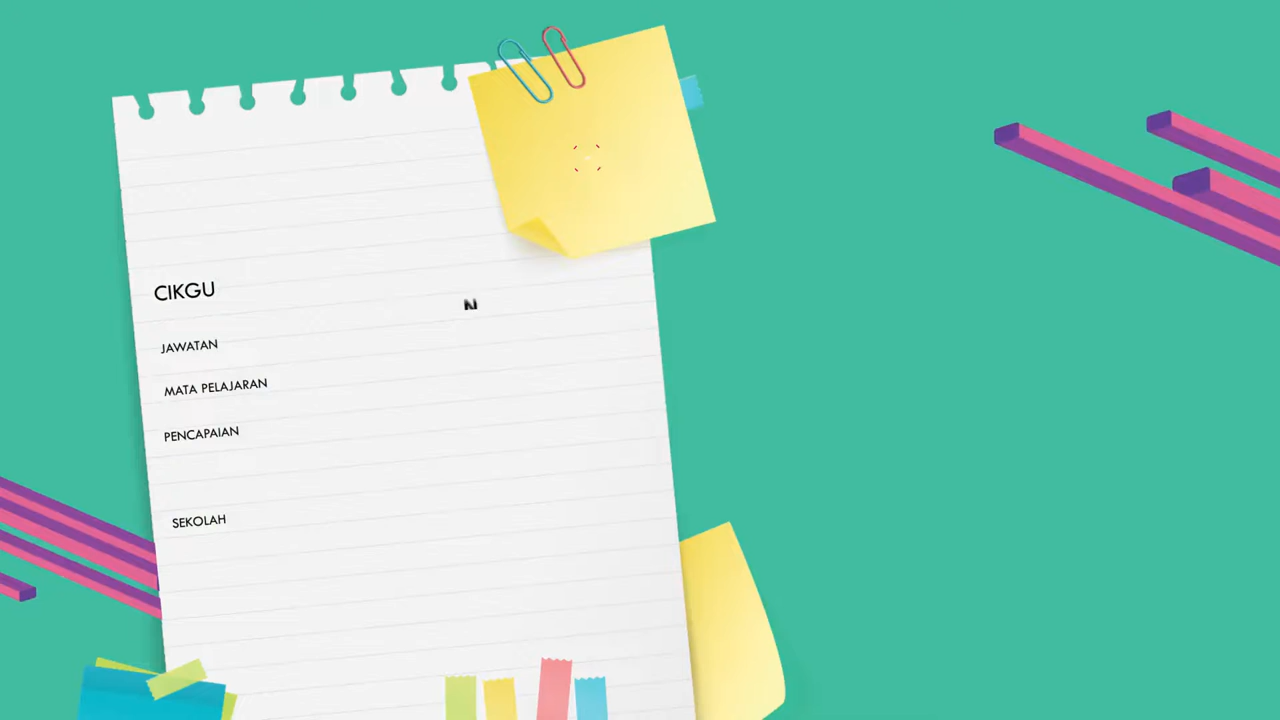 CIKGU
N
JAWATAN
MATA PELAJARAN
PENCAPAIAN
SEKOLAH